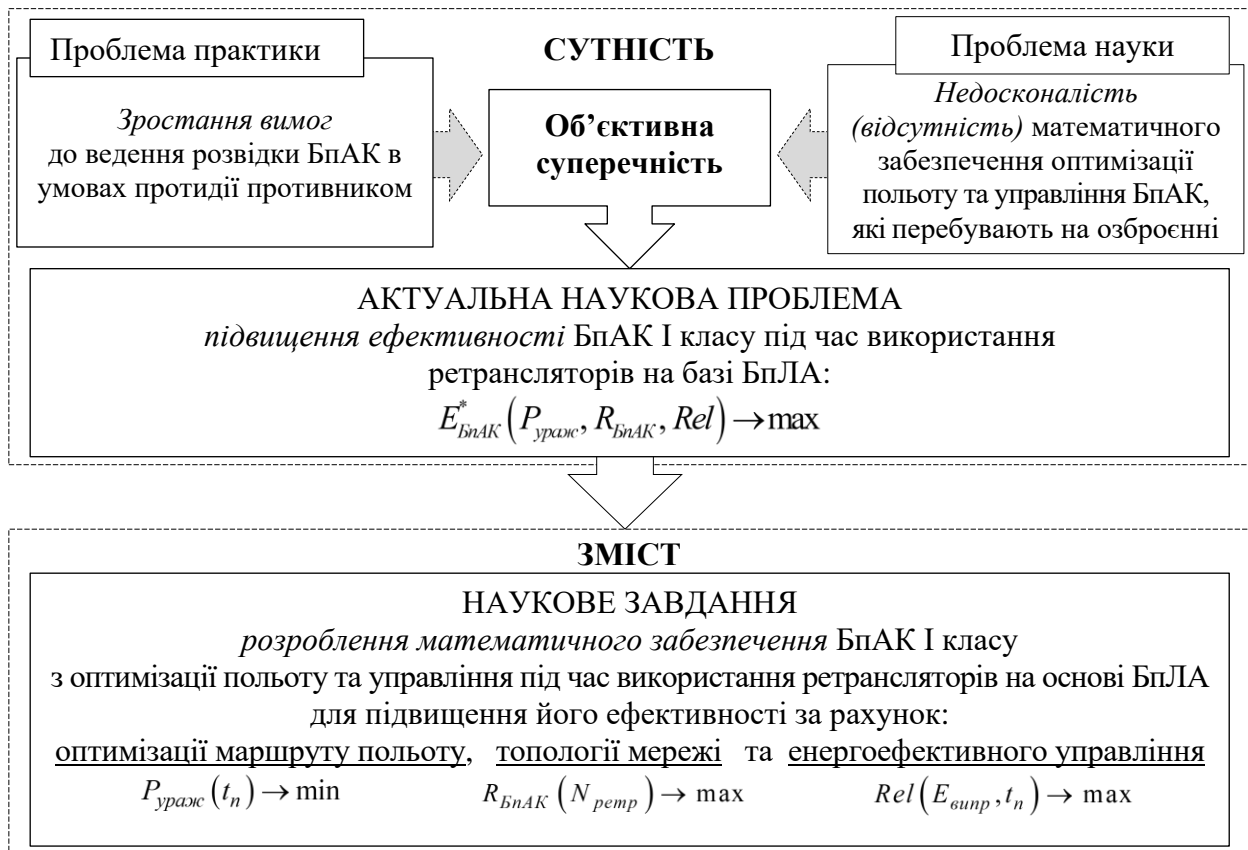 СУТНІСТЬ
Проблема практики
Зростання вимог
до ведення розвідки БпАК в
умовах протидії противником
Об’єктивна
суперечність
Проблема науки
Недосконалість
(відсутність) математичного
забезпечення оптимізації
польоту та управління БпАК,
які перебувають на озброєнні
АКТУАЛЬНА НАУКОВА ПРОБЛЕМА
підвищення ефективності БпАК І класу під час використання
ретрансляторів на базі БпЛА:
E*БпАК (Pураж, RБпАК, Rel) → max
ЗМІСТ
НАУКОВЕ ЗАВДАННЯ
розроблення математичного забезпечення БпАК І класу
з оптимізації польоту та управління під час використання ретрансляторів на основі БпЛА
для підвищення його ефективності за рахунок:
оптимізації маршруту польоту, топології мережі та енергоефективного управління
Pураж (tn) → min RБпАК (Nретр) → max Rel(Eвипр, tn) → max